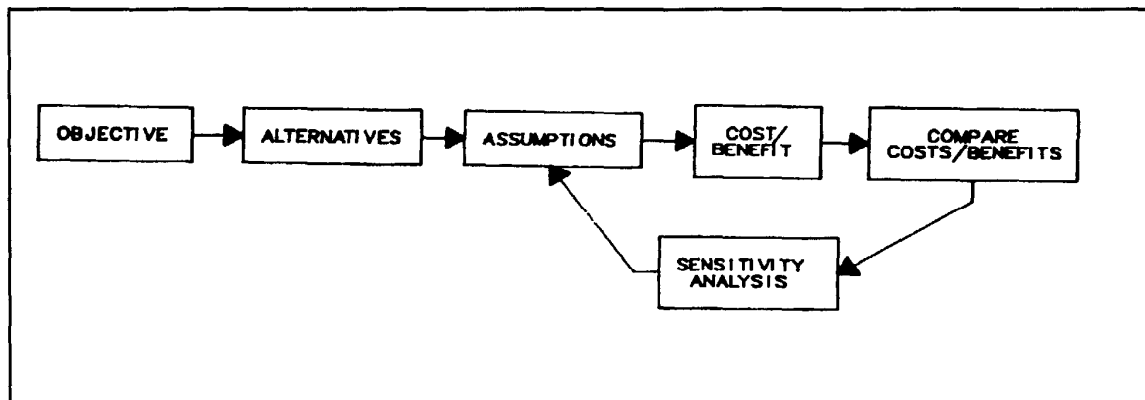 OBJECTIVE
ALTERNATIVES
ASSUMPTIONS
COST/
BENEFIT
COMPARE
COSTS/BENEFITS
SENSITIVITY
ANALYSIS